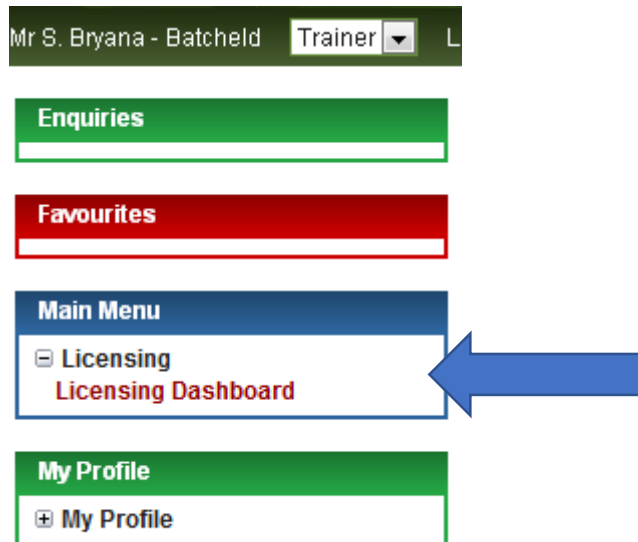 Mr S. Bryana - Batcheld Trainer L
Enquiries
Favourites
Main Menu
Licensing
Licensing Dashboard
My Profile
My Profile